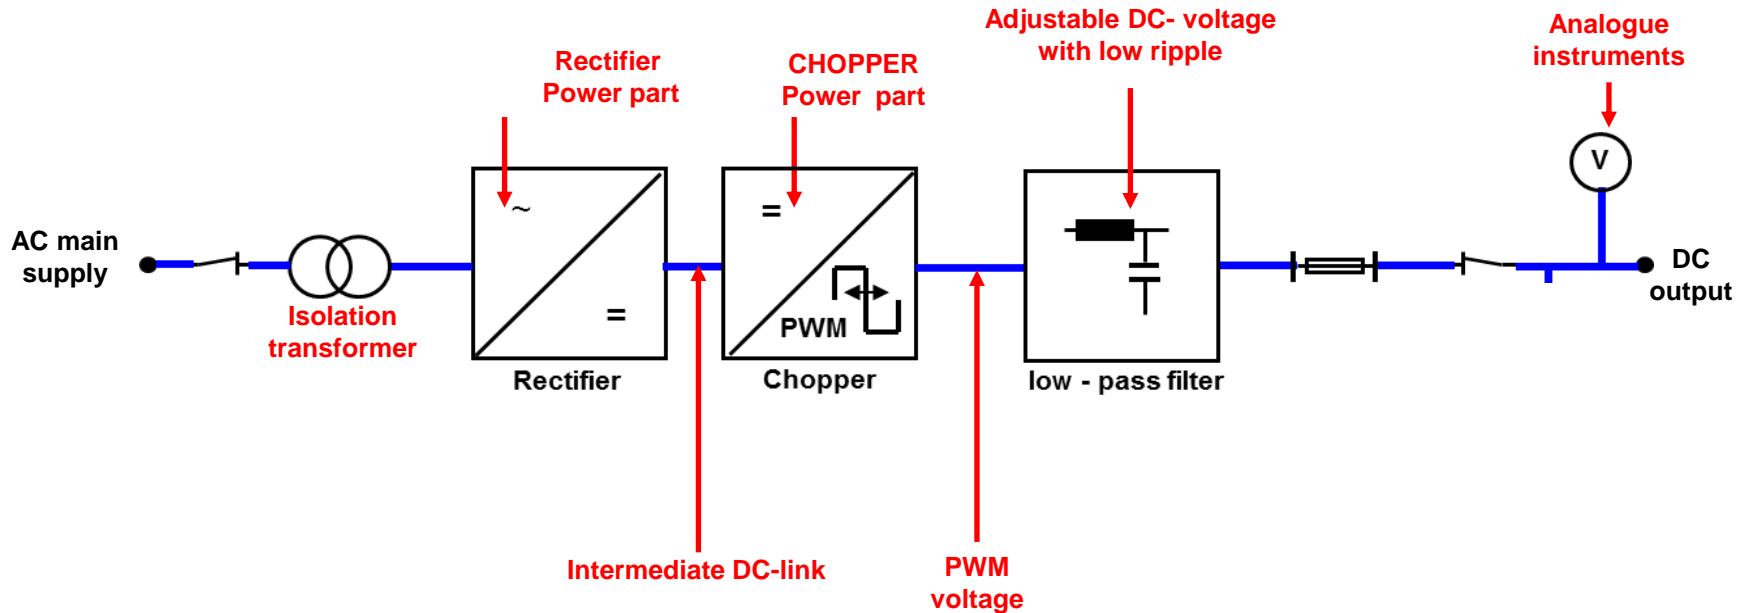 Adjustable DC- voltage
with low ripple
Analogue
instruments
Rectifier
Power part
CHOPPER
Power part
V
~
=
=
PWM
AC main
supply
DC
output
Isolation
transformer
Rectifier
Chopper
low - pass filter
Intermediate DC-link
PWM
voltage